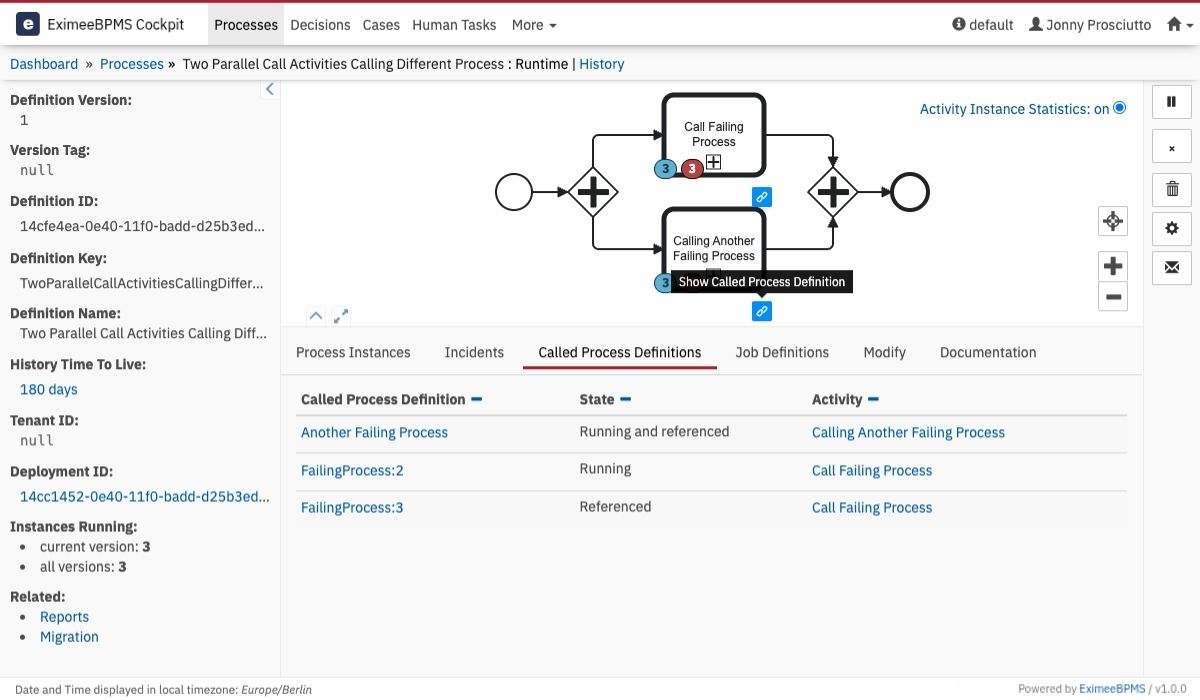 e EximeeBPMS Cockpit Processes Decisions Cases Human Tasks More default Jonny Prosciutto
Dashboard » Processes » Two Parallel Call Activities Calling Different Process : Runtime | History
Definition Version:
1
Version Tag:
null
Definition ID:
14cfe4ea-0e40-11f0-badd-d25b3ed...
Definition Key:
TwoParallelCallActivitiesCallingDiffer...
Definition Name:
Two Parallel Call Activities Calling Diff...
History Time To Live:
180 days
Tenant ID:
null
Deployment ID:
14cc1452-0e40-11f0-badd-d25b3ed...
Instances Running:
current version: 3
all versions: 3
Related:
Reports
Migration
Activity Instance Statistics: on
Call Failing
Process
3 3
Calling Another
Failing Process
3
Show Called Process Definition
Process Instances Incidents Called Process Definitions Job Definitions Modify Documentation
Called Process Definition State Activity
Another Failing Process Running and referenced Calling Another Failing Process
FailingProcess:2 Running Call Failing Process
FailingProcess:3 Referenced Call Failing Process
Date and Time displayed in local timezone: Europe/Berlin
Powered by EximeeBPMS / v1.0.0